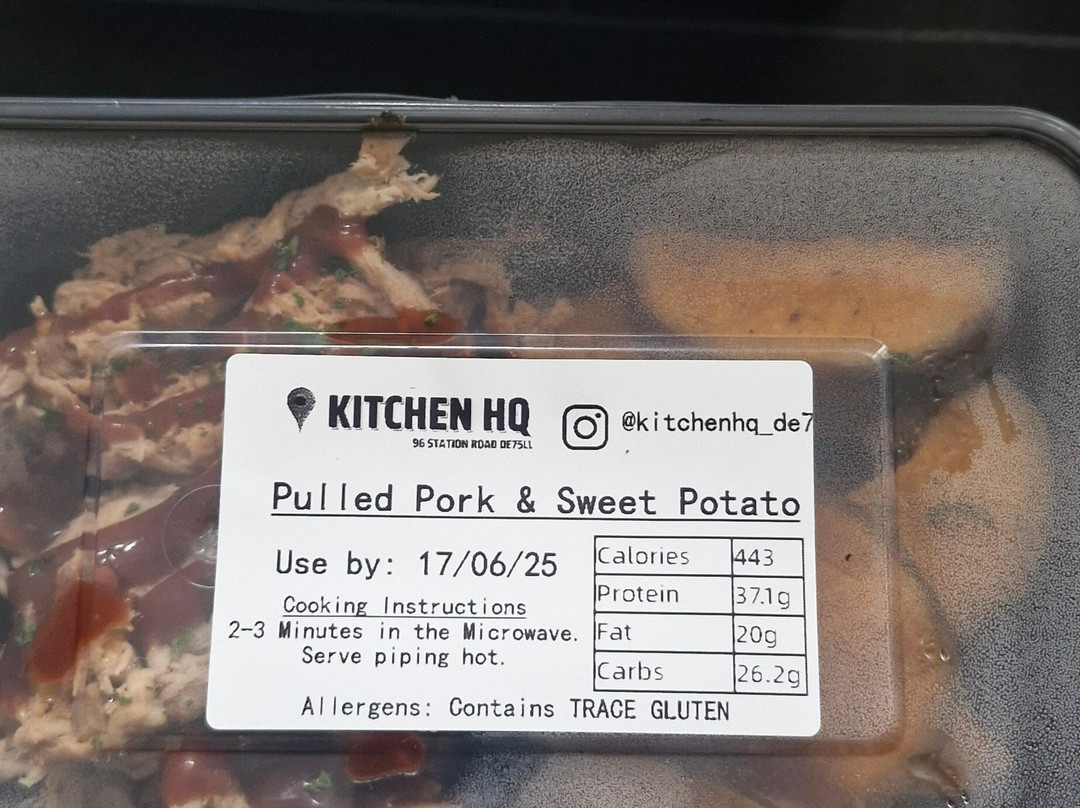 KITCHEN HQ
96 STATION ROAD DE75LL
@kitchenhq_de7
Pulled Pork & Sweet Potato
Use by: 17/06/25
Cooking Instructions
2-3 Minutes in the Microwave.
Serve piping hot.
Calories 443
Protein 37.1g
Fat 20g
Carbs 26.2g
Allergens: Contains TRACE GLUTEN